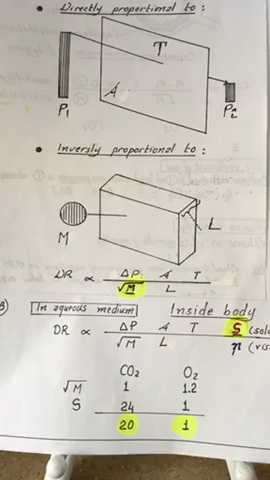 • Directly proportional to:
T
A
P1 P2
• Inversly proportional to:
L
M
DR ∝ ΔP A T
√M L
In aqueous medium Inside body
DR ∝ ΔP A T S
√M L η
CO2 O2
√M 1 1.2
S 24 1
20 1